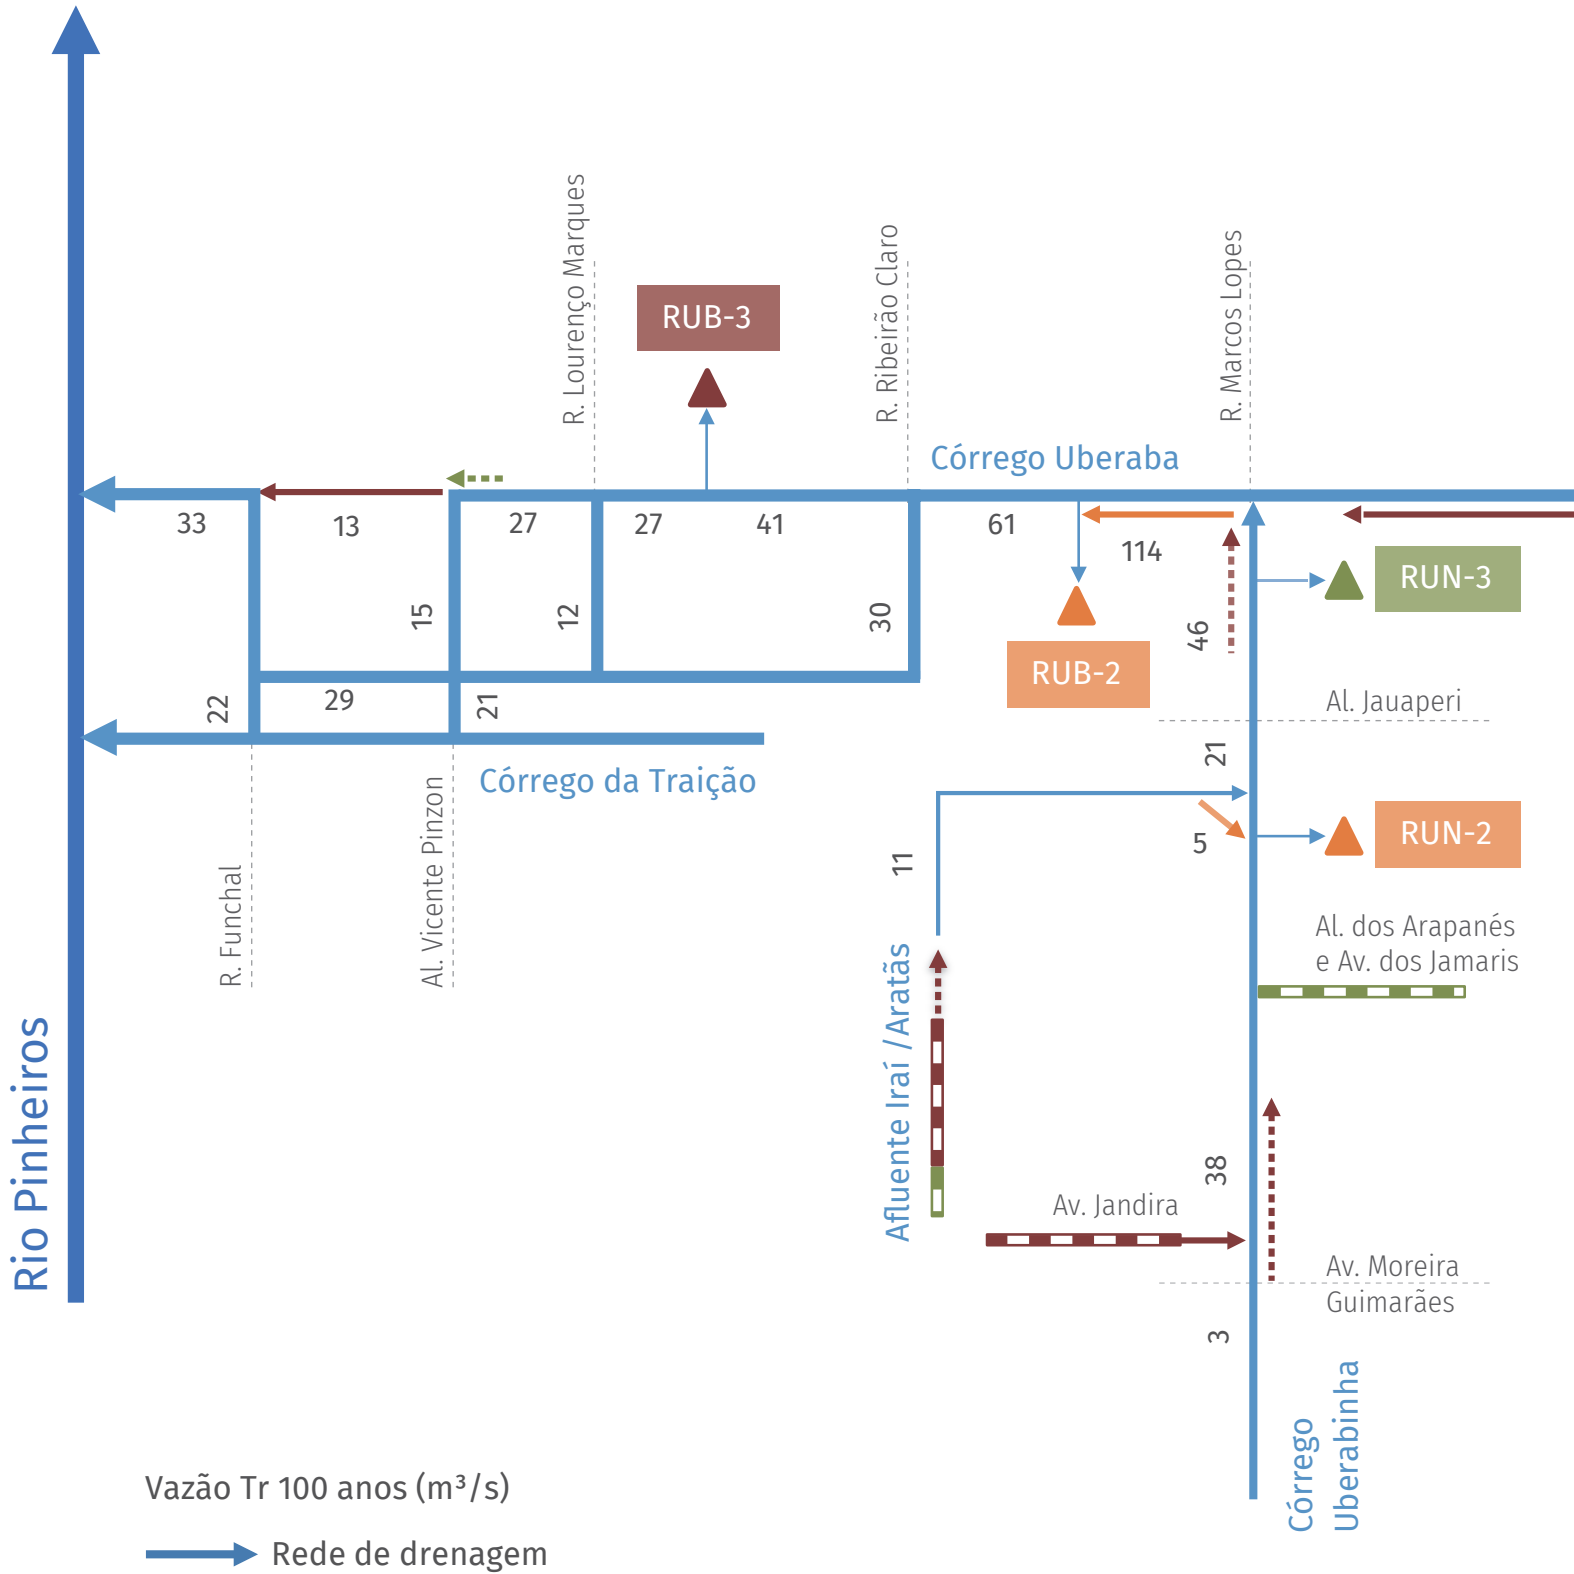 R. Lourenço Marques
R. Ribeirão Claro
R. Marcos Lopes
RUB-3
Córrego Uberaba
33
13
27
27
41
61
114
RUN-3
15
12
30
46
RUB-2
22
29
21
Al. Jauaperi
21
Córrego da Traição
R. Funchal
Al. Vicente Pinzon
11
5
RUN-2
Al. dos Arapanés
e Av. dos Jamaris
Afluente Iraí /Aratãs
38
Av. Jandira
Av. Moreira
Guimarães
3
Rio Pinheiros
Córrego
Uberabinha
Vazão Tr 100 anos (m³/s)
Rede de drenagem